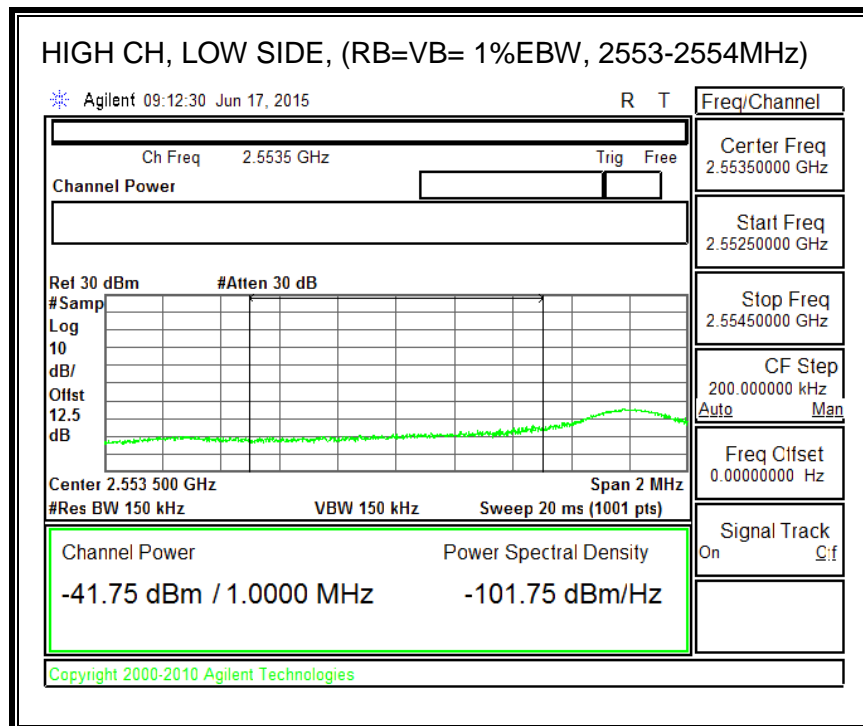 HIGH CH, LOW SIDE, (RB=VB= 1%EBW, 2553-2554MHz)
Agilent 09:12:30 Jun 17, 2015 R T
Ch Freq 2.5535 GHz Trig Free
Channel Power
Ref 30 dBm #Atten 30 dB
#Samp
Log
10
dB/
Offst
12.5
dB
Center 2.553 500 GHz Span 2 MHz
#Res BW 150 kHz VBW 150 kHz Sweep 20 ms (1001 pts)
Channel Power Power Spectral Density
-41.75 dBm / 1.0000 MHz -101.75 dBm/Hz
Copyright 2000-2010 Agilent Technologies
Freq/Channel
Center Freq
2.55350000 GHz
Start Freq
2.55250000 GHz
Stop Freq
2.55450000 GHz
CF Step
200.000000 kHz
Auto Man
Freq Offset
0.00000000 Hz
Signal Track
On Off